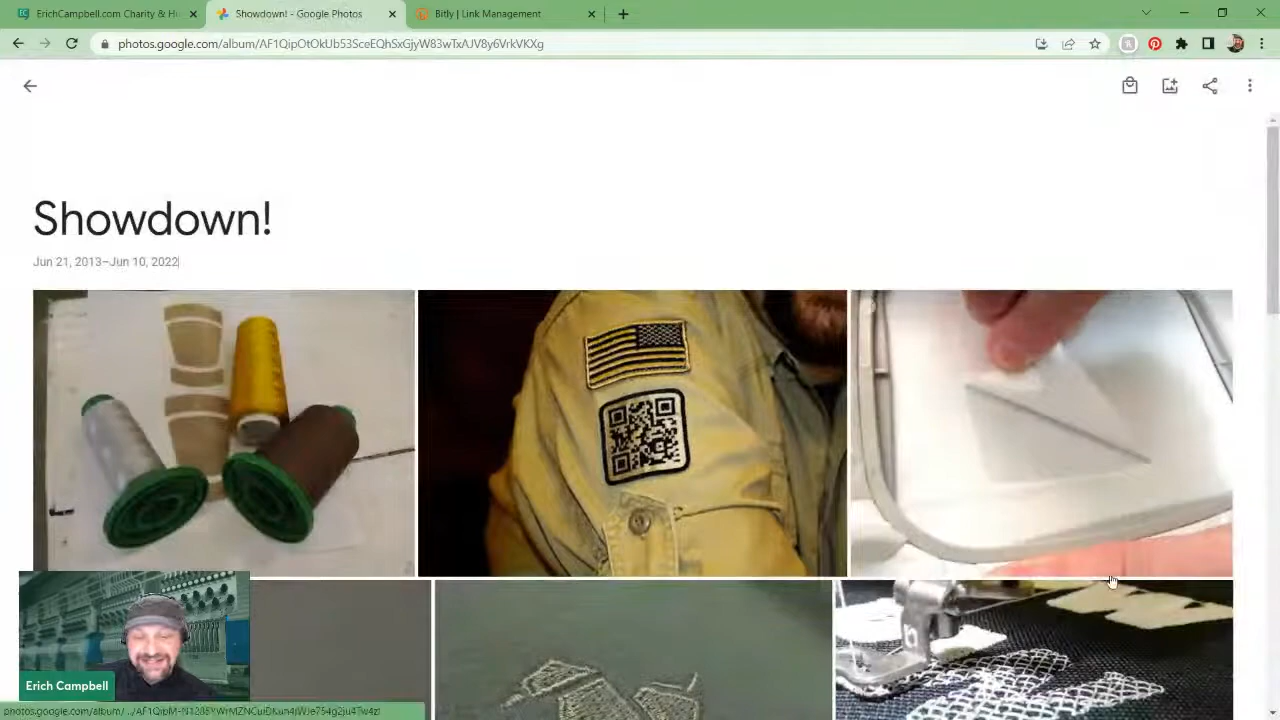 ErichCampbell.com Charity & H
Showdown! - Google Photos
Bitly | Link Management
photos.google.com/album/AF1QipOtOkUb53SceEQhSxGjyW83wTxAJV8y6VrkVKXg
Showdown!
Jun 21, 2013–Jun 10, 2022
Erich Campbell